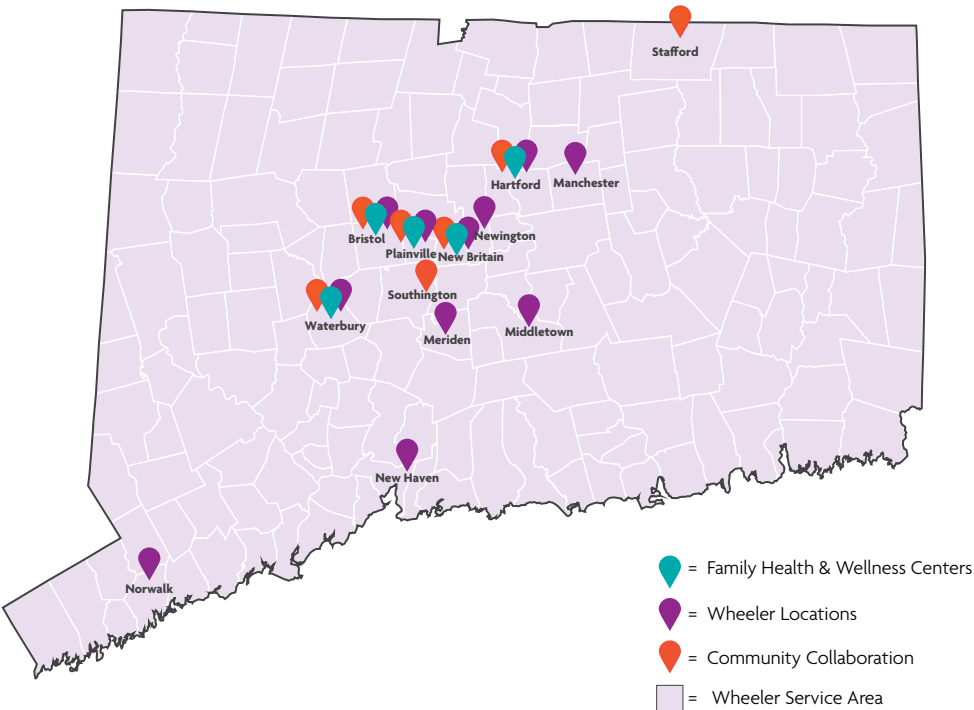 Stafford
Hartford
Manchester
Bristol
Newington
Plainville
New Britain
Southington
Waterbury
Meriden
Middletown
New Haven
Norwalk
= Family Health & Wellness Centers
= Wheeler Locations
= Community Collaboration
= Wheeler Service Area